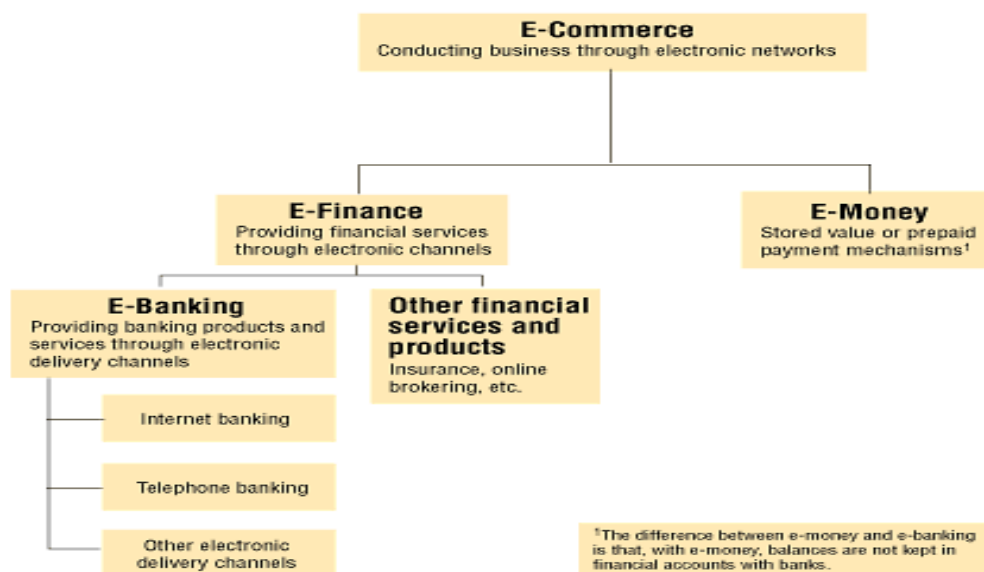 E-Commerce
Conducting business through electronic networks
E-Finance
Providing financial services
through electronic channels
E-Money
Stored value or prepaid
payment mechanisms¹
E-Banking
Providing banking products and
services through electronic
delivery channels
Other financial
services and
products
Insurance, online
brokering, etc.
Internet banking
Telephone banking
Other electronic
delivery channels
¹The difference between e-money and e-banking
is that, with e-money, balances are not kept in
financial accounts with banks.